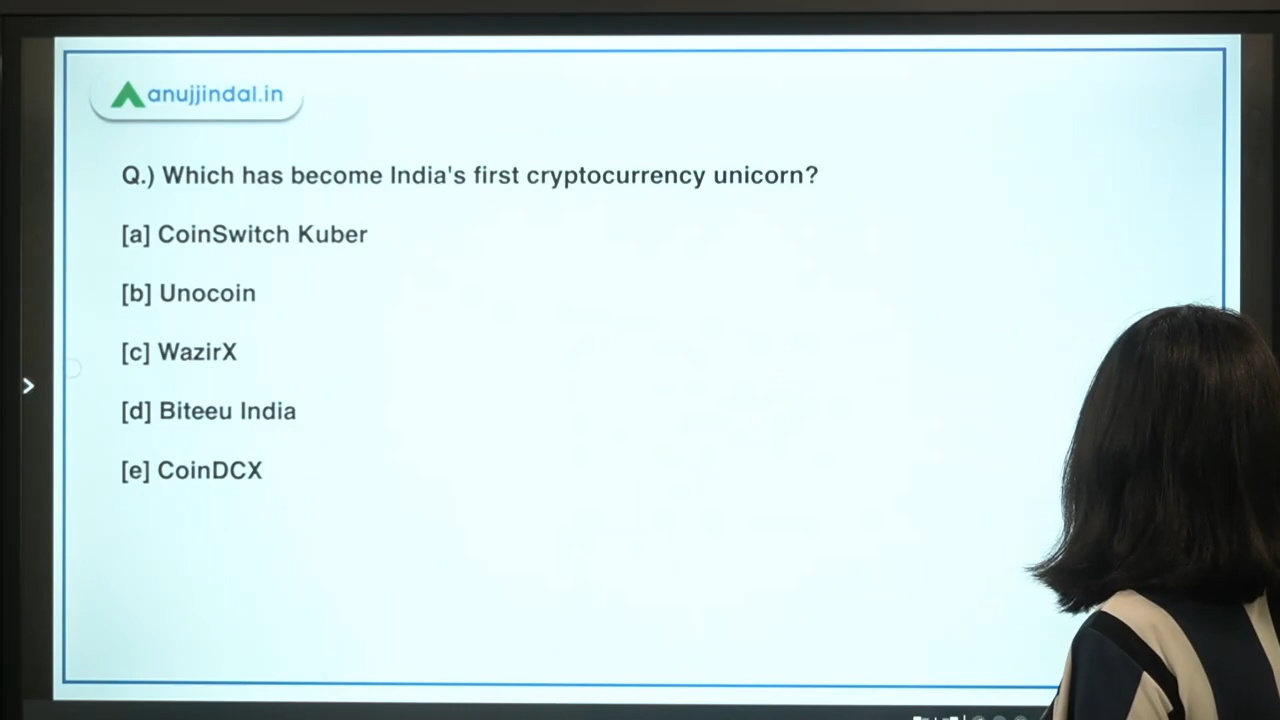 anujjindal.in
Q.) Which has become India's first cryptocurrency unicorn?
[a] CoinSwitch Kuber
[b] Unocoin
[c] WazirX
[d] Biteeu India
[e] CoinDCX